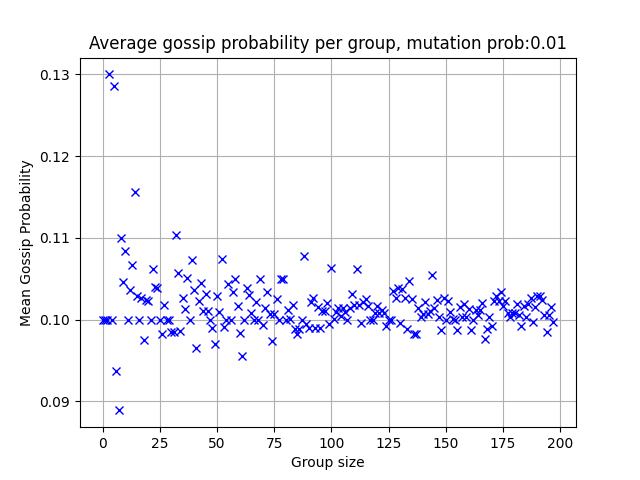 Average gossip probability per group, mutation prob:0.01
0.13
0.12
0.11
0.10
0.09
Mean Gossip Probability
0 25 50 75 100 125 150 175 200
Group size